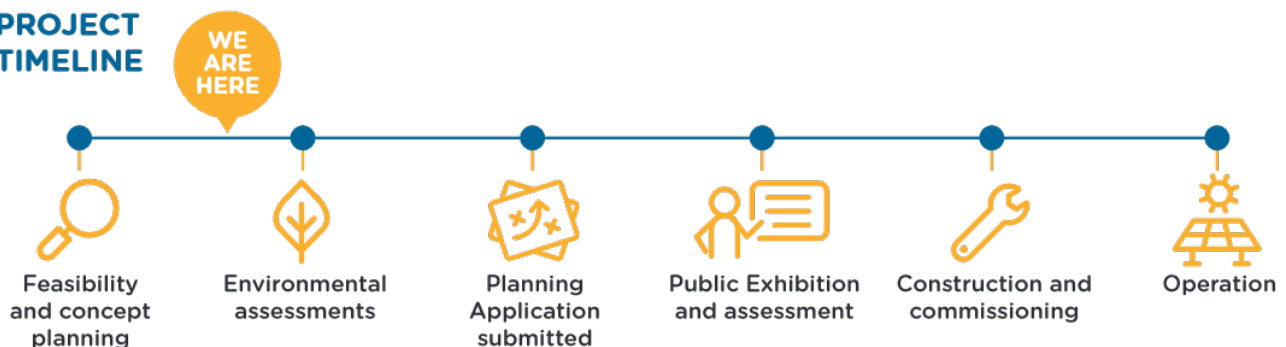 PROJECT
TIMELINE
WE
ARE
HERE
Feasibility
and concept
planning
Environmental
assessments
Planning
Application
submitted
Public Exhibition
and assessment
Construction and
commissioning
Operation